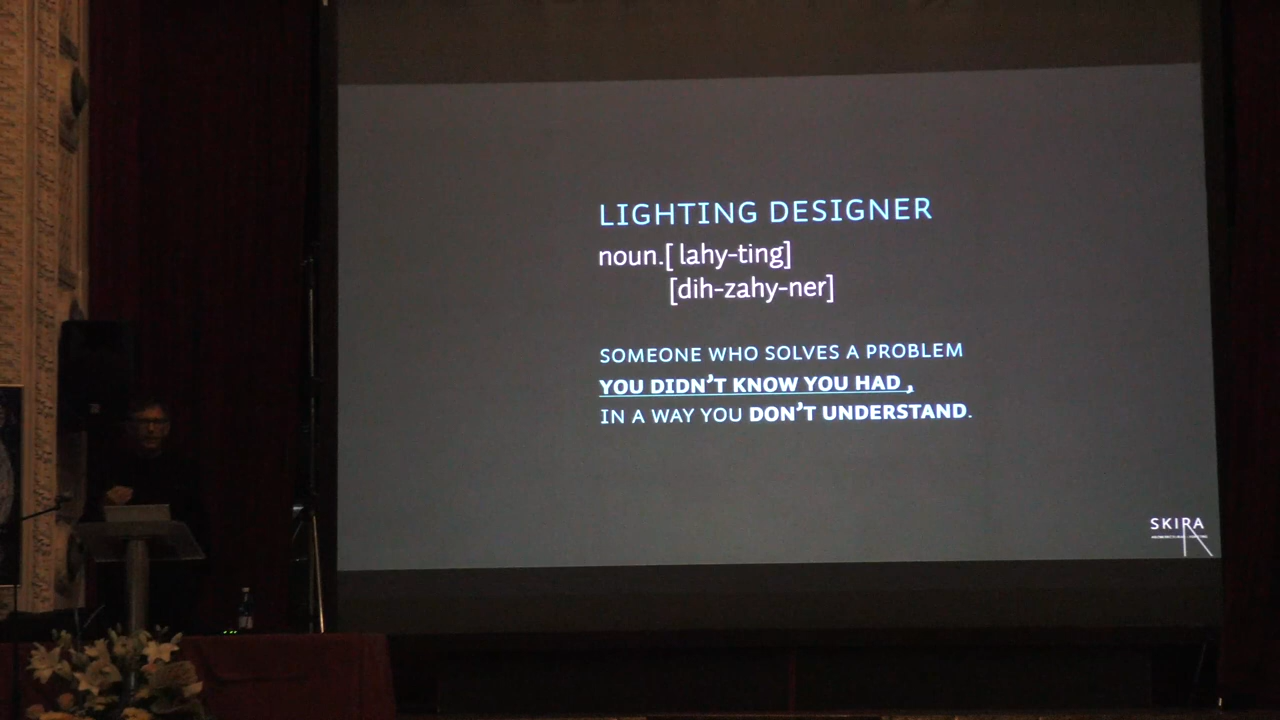 LIGHTING DESIGNER
noun.[ lahy-ting]
[dih-zahy-ner]
SOMEONE WHO SOLVES A PROBLEM
YOU DIDN'T KNOW YOU HAD ,
IN A WAY YOU DON'T UNDERSTAND.
SKIRA